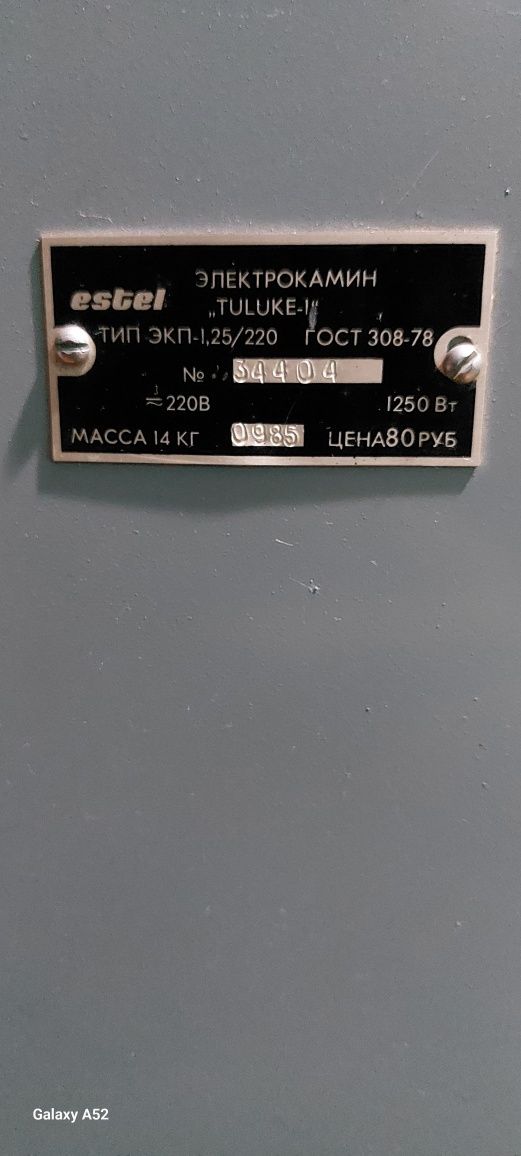 ЭЛЕКТРОКАМИН
estel „TULUKE-1"
ТИП ЭКП-1,25/220 ГОСТ 308-78
№ 34404
≂ 220В 1250 Вт
МАССА 14 КГ 0985 ЦЕНА 80 РУБ
Galaxy A52